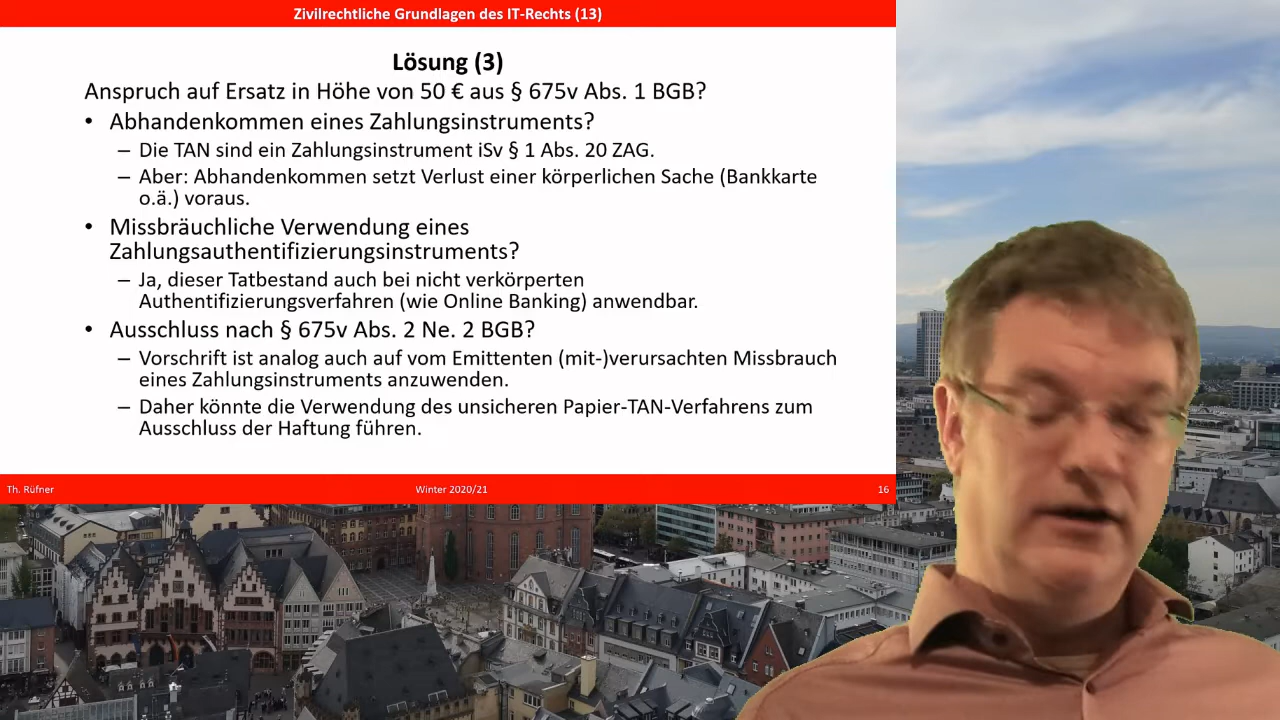 Zivilrechtliche Grundlagen des IT-Rechts (13)
Lösung (3)
Anspruch auf Ersatz in Höhe von 50 € aus § 675v Abs. 1 BGB?
• Abhandenkommen eines Zahlungsinstruments?
– Die TAN sind ein Zahlungsinstrument iSv § 1 Abs. 20 ZAG.
– Aber: Abhandenkommen setzt Verlust einer körperlichen Sache (Bankkarte
o.ä.) voraus.
• Missbräuchliche Verwendung eines
Zahlungsauthentifizierungsinstruments?
– Ja, dieser Tatbestand auch bei nicht verkörperten
Authentifizierungsverfahren (wie Online Banking) anwendbar.
• Ausschluss nach § 675v Abs. 2 Ne. 2 BGB?
– Vorschrift ist analog auch auf vom Emittenten (mit-)verursachten Missbrauch
eines Zahlungsinstruments anzuwenden.
– Daher könnte die Verwendung des unsicheren Papier-TAN-Verfahrens zum
Ausschluss der Haftung führen.
Th. Rüfner
Winter 2020/21
16